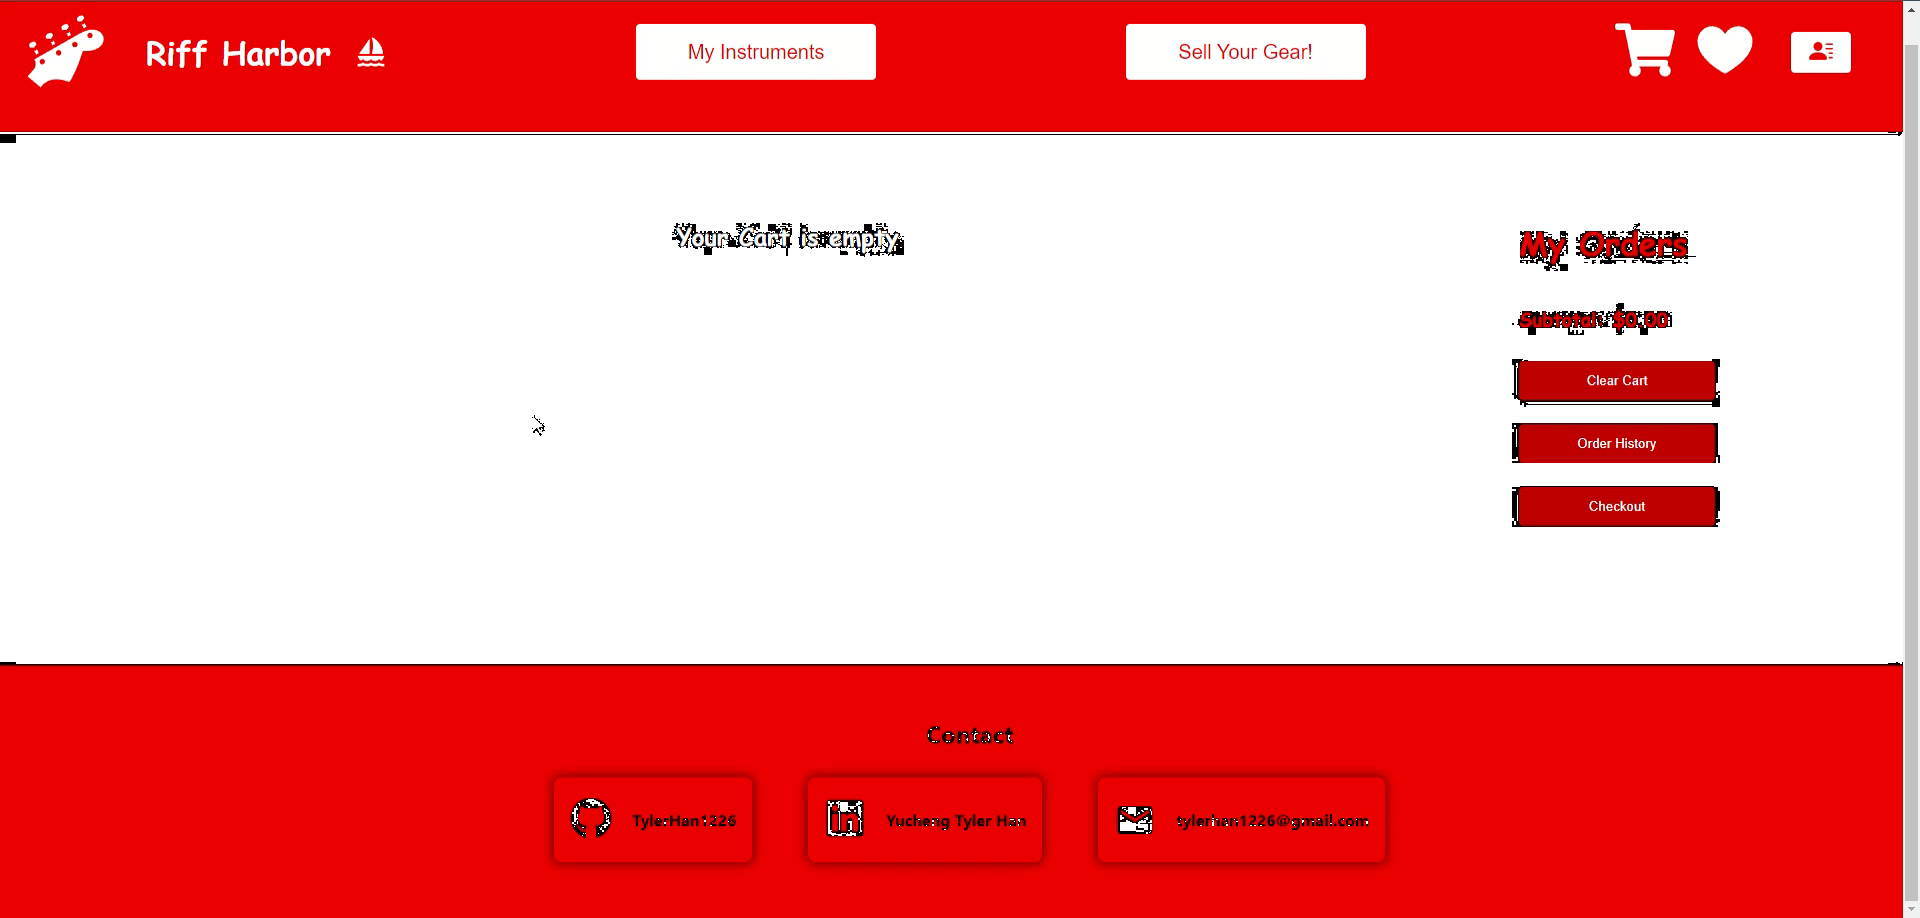 Riff Harbor
My Instruments
Sell Your Gear!
Your Cart is empty
My Orders
Subtotal: $0.00
Clear Cart
Order History
Checkout
Contact
TylerHan1226
Yucheng Tyler Han
tylerhan1226@gmail.com